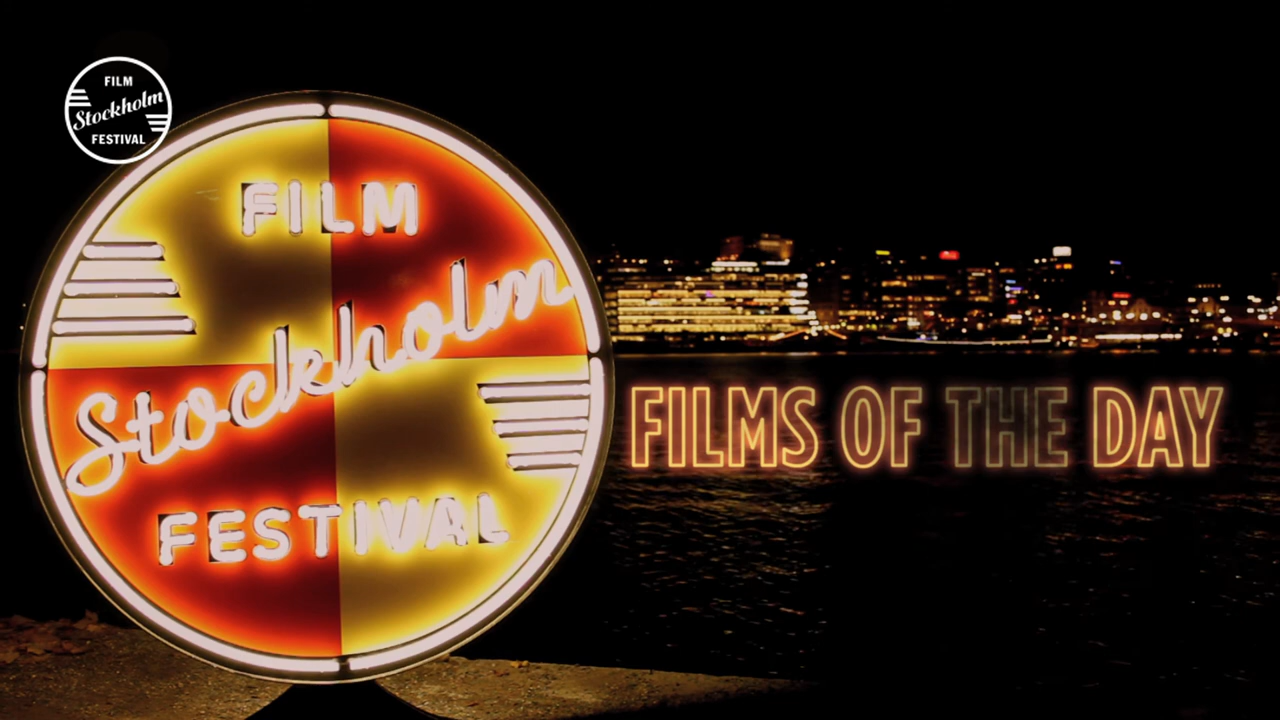 FILM
Stockholm
FESTIVAL
FILM
Stockholm
FESTIVAL
FILMS OF THE DAY